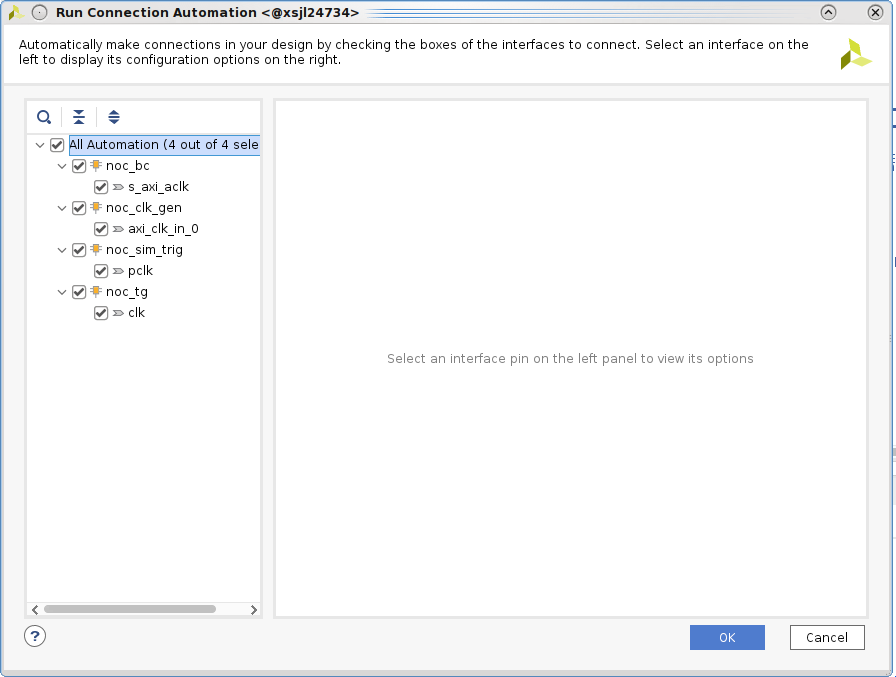 Run Connection Automation <@xsjl24734>
Automatically make connections in your design by checking the boxes of the interfaces to connect. Select an interface on the
left to display its configuration options on the right.
All Automation (4 out of 4 sele
noc_bc
s_axi_aclk
noc_clk_gen
axi_clk_in_0
noc_sim_trig
pclk
noc_tg
clk
Select an interface pin on the left panel to view its options
?
OK
Cancel